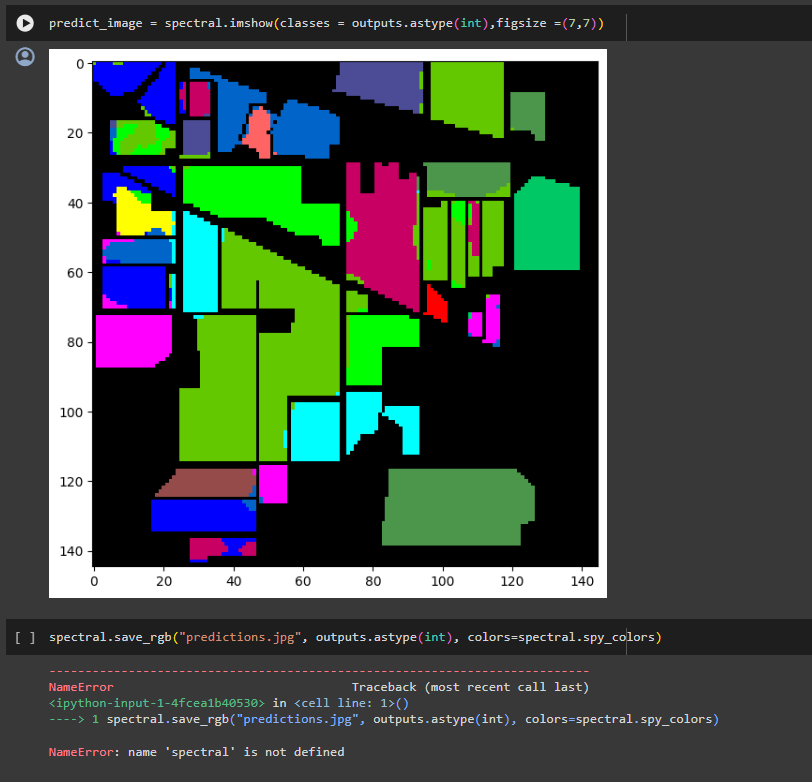 predict_image = spectral.imshow(classes = outputs.astype(int),figsize =(7,7))
0
20
40
60
80
100
120
140
0 20 40 60 80 100 120 140
[ ] spectral.save_rgb("predictions.jpg", outputs.astype(int), colors=spectral.spy_colors)
---------------------------------------------------------------------------
NameError Traceback (most recent call last)
<ipython-input-1-4fcea1b40530> in <cell line: 1>()
----> 1 spectral.save_rgb("predictions.jpg", outputs.astype(int), colors=spectral.spy_colors)
NameError: name 'spectral' is not defined